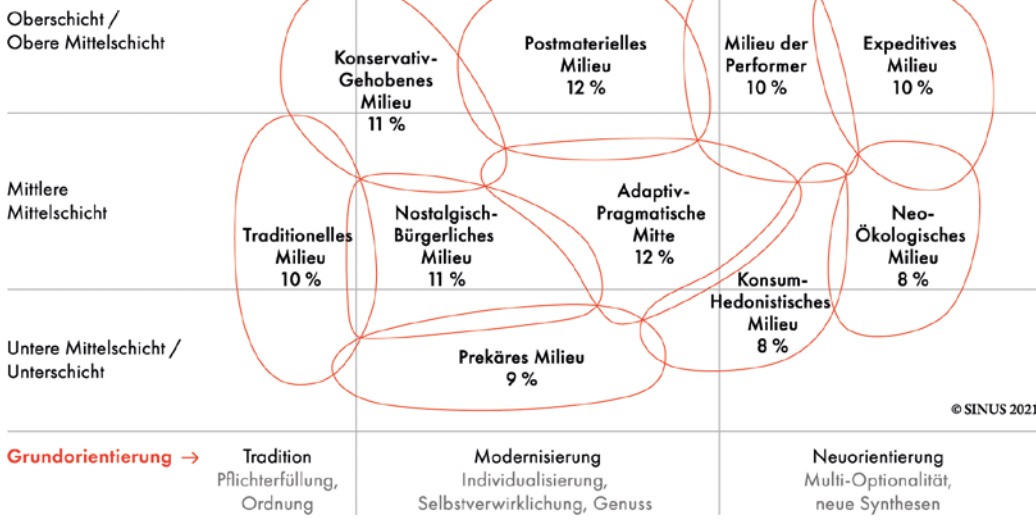 Oberschicht /
Obere Mittelschicht
Konservativ-
Gehobenes
Milieu
11 %
Postmaterielles
Milieu
12 %
Milieu der
Performer
10 %
Expeditives
Milieu
10 %
Mittlere
Mittelschicht
Traditionelles
Milieu
10 %
Nostalgisch-
Bürgerliches
Milieu
11 %
Adaptiv-
Pragmatische
Mitte
12 %
Neo-
Ökologisches
Milieu
8 %
Konsum-
Hedonistisches
Milieu
8 %
Untere Mittelschicht /
Unterschicht
Prekäres Milieu
9 %
© SINUS 2021
Grundorientierung →
Tradition
Pflichterfüllung,
Ordnung
Modernisierung
Individualisierung,
Selbstverwirklichung, Genuss
Neuorientierung
Multi-Optionalität,
neue Synthesen